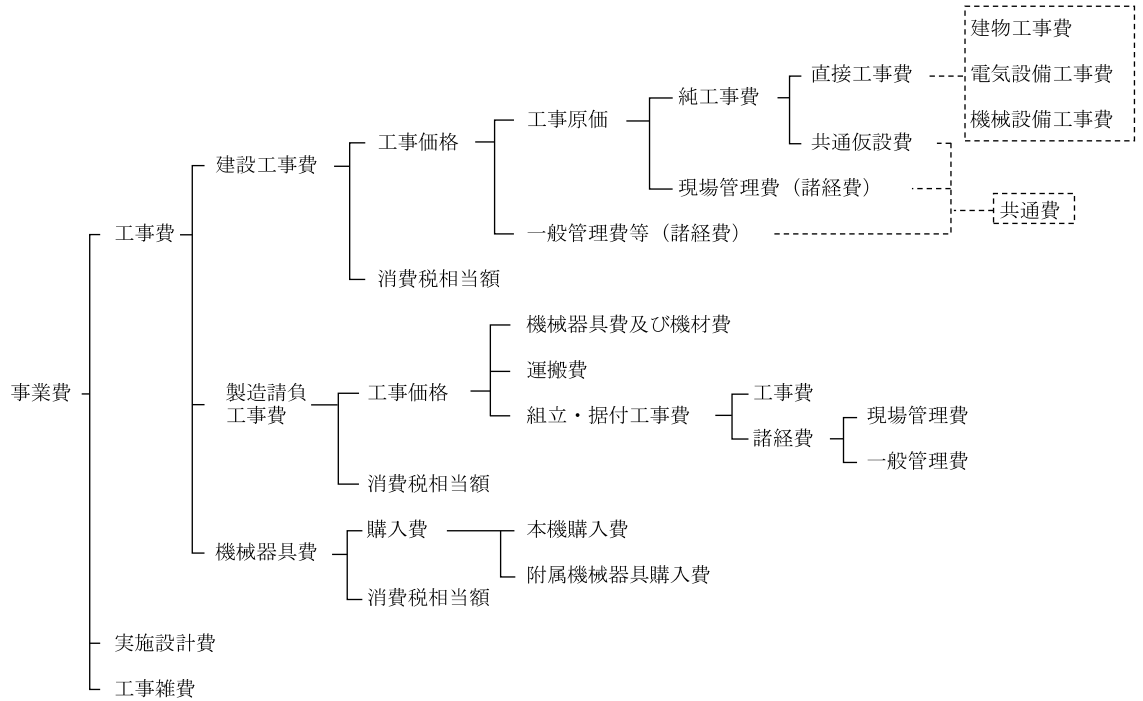 建物工事費
電気設備工事費
機械設備工事費
直接工事費
純工事費
共通仮設費
工事原価
現場管理費（諸経費）
共通費
工事価格
一般管理費等（諸経費）
建設工事費
消費税相当額
工事費
機械器具費及び機材費
運搬費
組立・据付工事費
工事費
諸経費
現場管理費
一般管理費
工事価格
製造請負
工事費
消費税相当額
事業費
購入費
本機購入費
附属機械器具購入費
機械器具費
消費税相当額
実施設計費
工事雑費